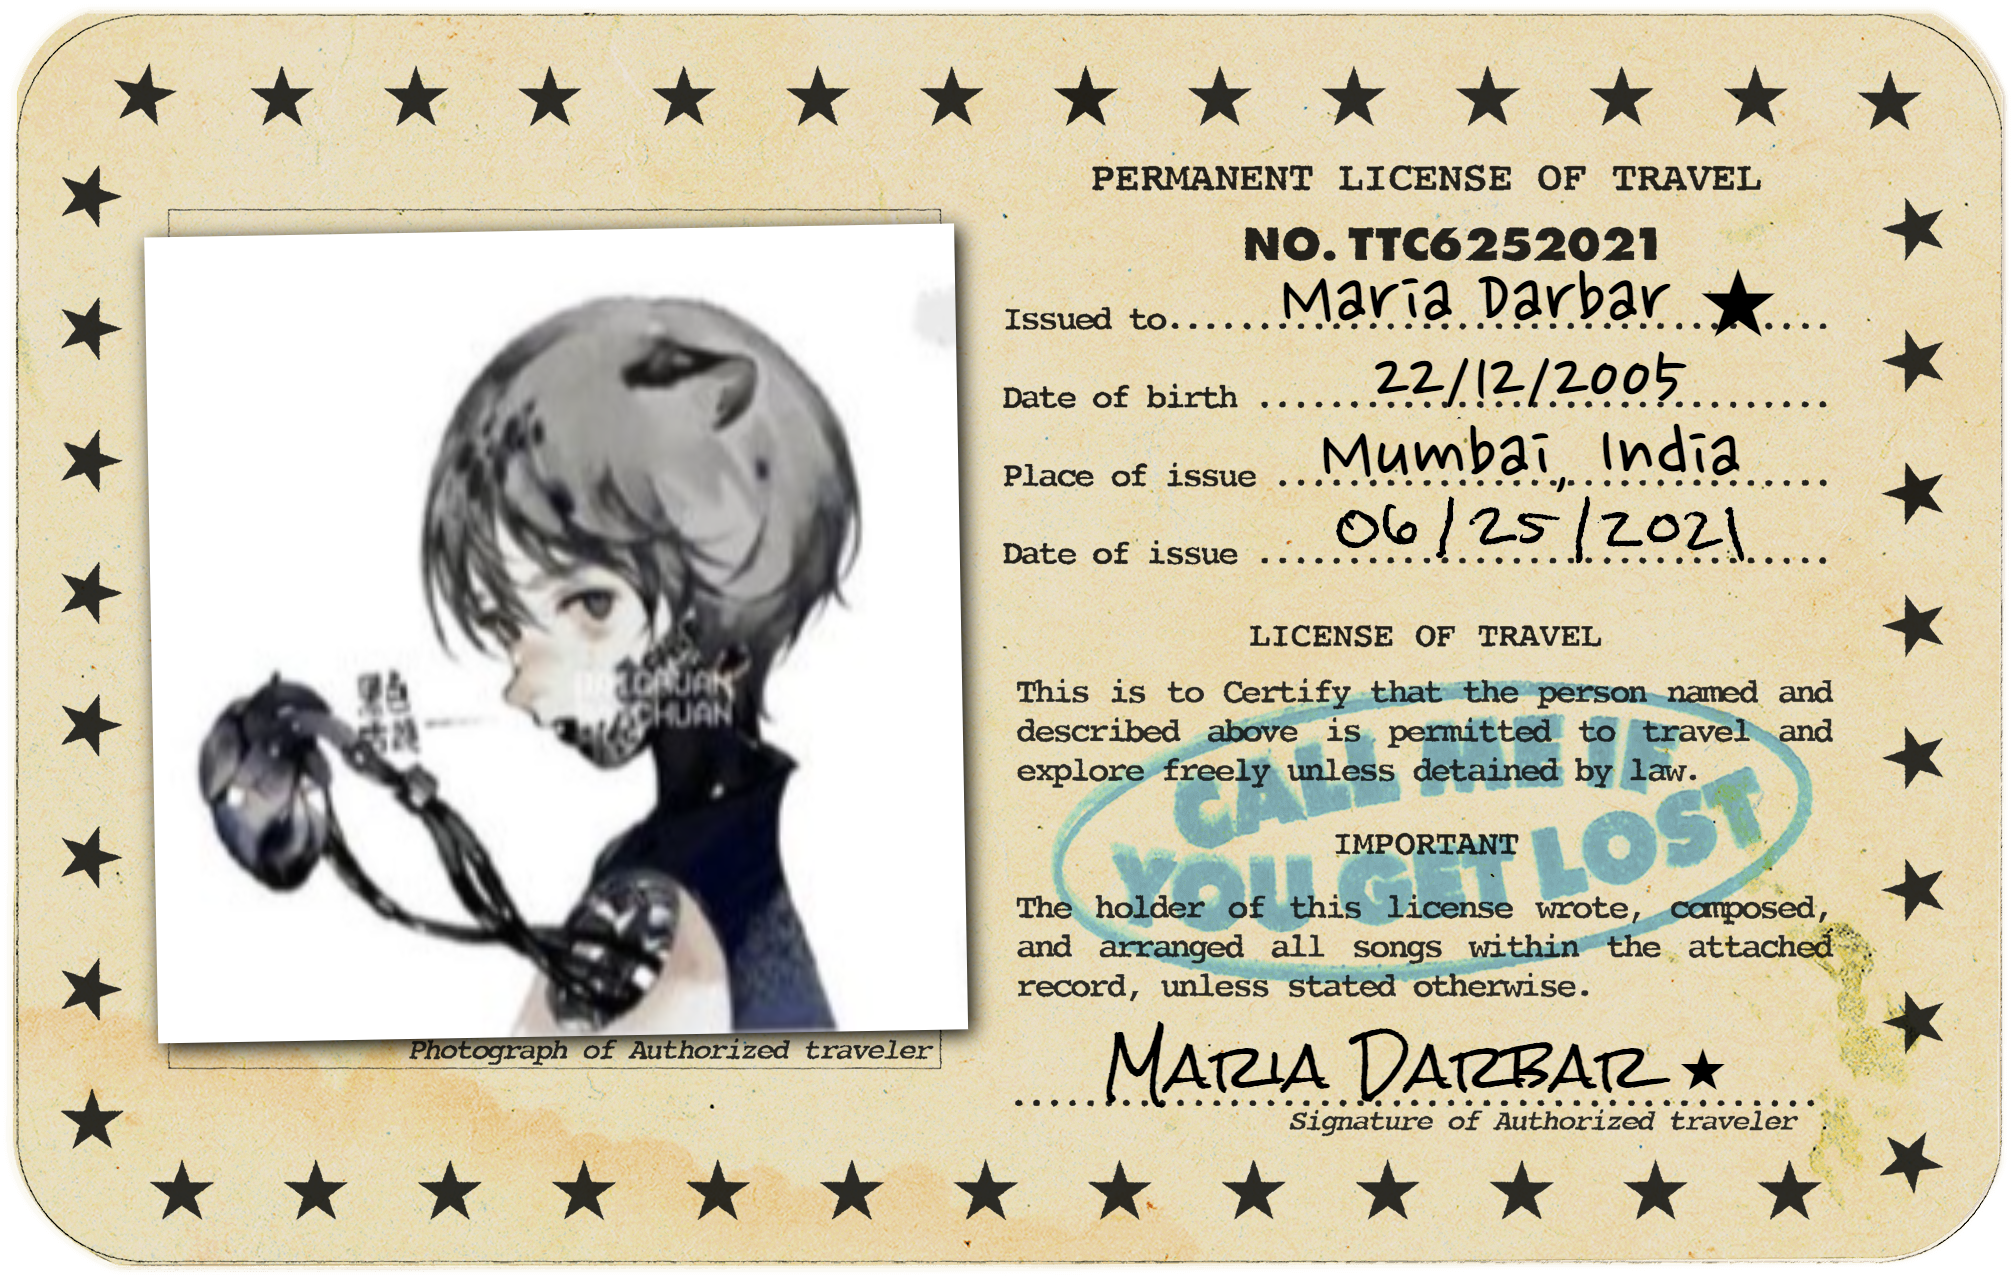 PERMANENT LICENSE OF TRAVEL
NO. TTC6252021
Issued to.......... Maria Darbar ★
Date of birth .......... 22/12/2005
Place of issue .......... Mumbai, India
Date of issue .......... 06/25/2021
LICENSE OF TRAVEL
This is to Certify that the person named and
described above is permitted to travel and
explore freely unless detained by law.
CALL ME IF
YOU GET LOST
IMPORTANT
The holder of this license wrote, composed,
and arranged all songs within the attached
record, unless stated otherwise.
MARIA DARBAR ★
Signature of Authorized traveler
CHUAN
Photograph of Authorized traveler